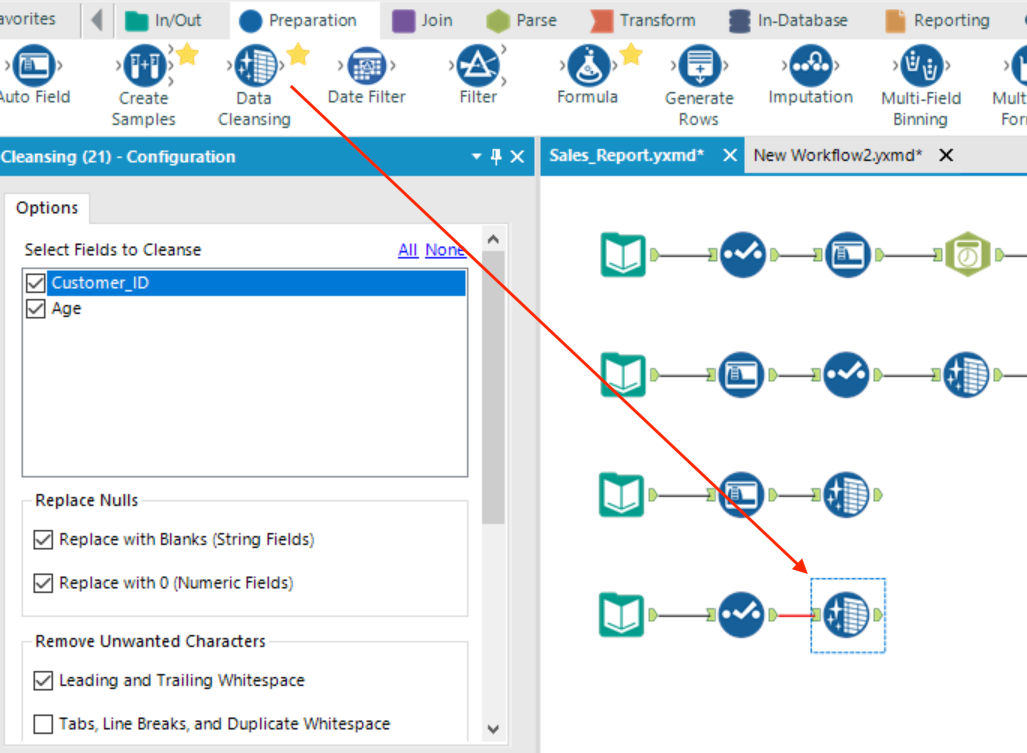 avorites In/Out Preparation Join Parse Transform In-Database Reporting
Auto Field
Create Samples
Data Cleansing
Date Filter
Filter
Formula
Generate Rows
Imputation
Multi-Field Binning
Mult
For
Cleansing (21) - Configuration
Sales_Report.yxmd*
New Workflow2.yxmd*
Options
Select Fields to Cleanse
All None
Customer_ID
Age
Replace Nulls
Replace with Blanks (String Fields)
Replace with 0 (Numeric Fields)
Remove Unwanted Characters
Leading and Trailing Whitespace
Tabs, Line Breaks, and Duplicate Whitespace